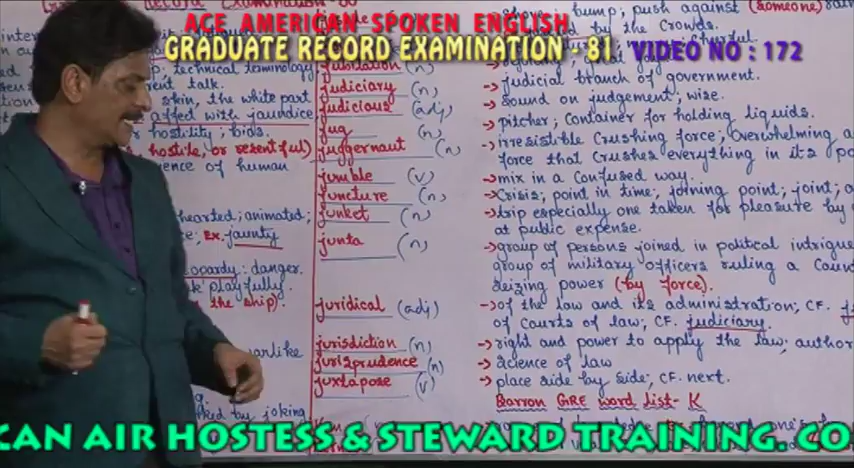 ACE AMERICAN SPOKEN ENGLISH
GRADUATE RECORD EXAMINATION - 81 VIDEO NO : 172
bump; push against (someone)
by the Crowds.
jubilation (n)
technical terminology
judiciary (n) → judicial branch of government.
talk.
skin, the white part
affect with jaundice,
judicious (adj) → sound on judgement; wise.
hostility; bids.
jug (n) → pitcher; Container for holding liquids.
hostile, or resentful)
juggernaut (n) → irresistible Crushing force; overwhelming
force that Crushes everything in its
of human
jumble (v) → mix in a confused way.
juncture (n) → Crisis; point in time; joining point; joint;
hearted; animated;
junket (n) → trip especially one taken for pleasure by
at public expense.
Ex. jaunty
junta (n) → group of persons joined in political intrigue
group of military officers ruling a
seizing power (by force).
: danger.
playfully.
the ship).
juridical (adj) → of the law and its administration; CF.
of Courts of law; CF. judiciary.
warlike
jurisdiction (n) → right and power to apply the law;
jurisprudence (n) → science of law
juxtapose (v) → place side by side; CF. next.
Barron GRE word list - K
by joking
CAN AIR HOSTESS & STEWARD TRAINING. CO